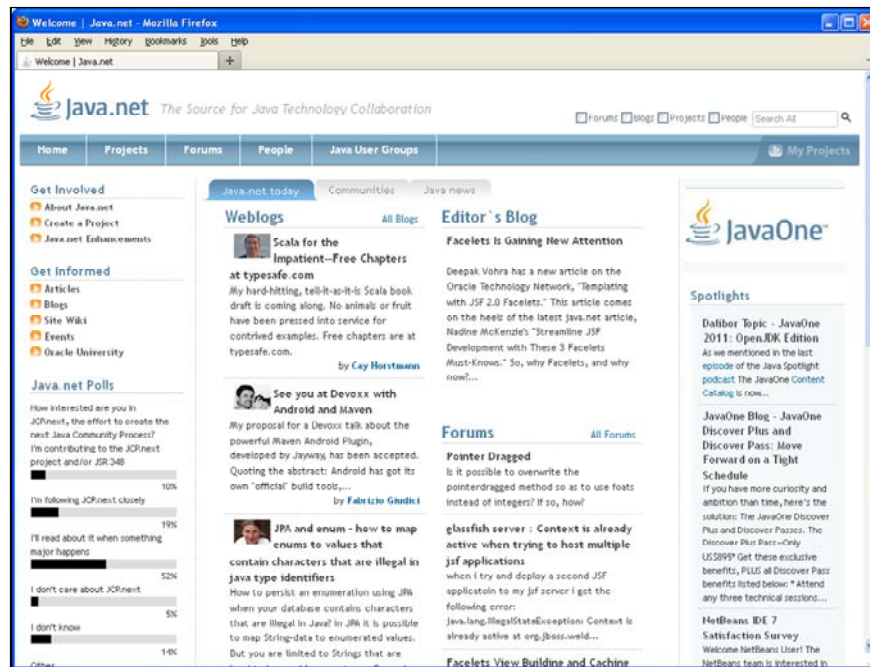 Welcome | Java.net - Mozilla Firefox
File Edit View History Bookmarks Tools Help
Welcome | Java.net
Java.net The Source for Java Technology Collaboration
Forums Blogs Projects People Search All
Home Projects Forums People Java User Groups My Projects
Get Involved
About Java.net
Create a Project
Java.net Enhancements
Get Informed
Articles
Blogs
Site Wiki
Events
Oracle University
Java.net Polls
How interested are you in
JCP.next, the effort to create the
next Java Community Process?
I'm contributing to the JCP.next
project and/or JSR 348
10%
I'm following JCP.next closely
19%
I'll read about it when something
major happens
52%
I don't care about JCP.next
5%
I don't know
14%
Other
Java.net today Communities Java news
Weblogs All Blogs
Scala for the
Impatient—Free Chapters
at typesafe.com
My hard-hitting, tell-it-as-it-is Scala book
draft is coming along. No animals or fruit
have been pressed into service for
contrived examples. Free chapters are at
typesafe.com.
by Cay Horstmann
See you at Devoxx with
Android and Maven
My proposal for a Devoxx talk about the
powerful Maven Android Plugin,
developed by Jayway, has been accepted.
Quoting the abstract: Android has got its
own "official" build tools,...
by Fabrizio Giudici
JPA and enum - how to map
enums to values that
contain characters that are illegal in
java type identifiers
How to persist an enumeration using JPA
when your database contains characters
that are illegal in Java? in JPA it is possible
to map String-data to enumerated values.
But you are limited to Strings that are
Editor`s Blog
Facelets Is Gaining New Attention
Deepak Vohra has a new article on the
Oracle Technology Network, "Templating
with JSF 2.0 Facelets." This article comes
on the heels of the latest java.net article,
Nadine McKenzie's "Streamline JSF
Development with These 3 Facelets
Must-Knows." So, why Facelets, and why
now?...
Forums All Forums
Pointer Dragged
Is it possible to overwrite the
pointerdragged method so as to use foats
instead of integers? If so, how?
glassfish server : Context is already
active when trying to host multiple
jsf applications
when i try and deploy a second JSF
applicatoin to my jsf server i get the
following error:
java.lang.IllegalStateException: Context is
already active at org.jboss.weld...
Facelets View Building and Caching
JavaOne
Spotlights
Dalibor Topic - JavaOne
2011: OpenJDK Edition
As we mentioned in the last
episode of the Java Spotlight
podcast The JavaOne Content
Catalog is now...
JavaOne Blog - JavaOne
Discover Plus and
Discover Pass: Move
Forward on a Tight
Schedule
If you have more curiosity and
ambition than time, here's the
solution: The JavaOne Discover
Plus and Discover Passes. The
Discover Plus Pass—Only
US$895* Get these exclusive
benefits, PLUS all Discover Pass
benefits listed below: * Attend
any three technical sessions...
NetBeans IDE 7
Satisfaction Survey
Welcome NetBeans User! The
NetBeans team is interested in